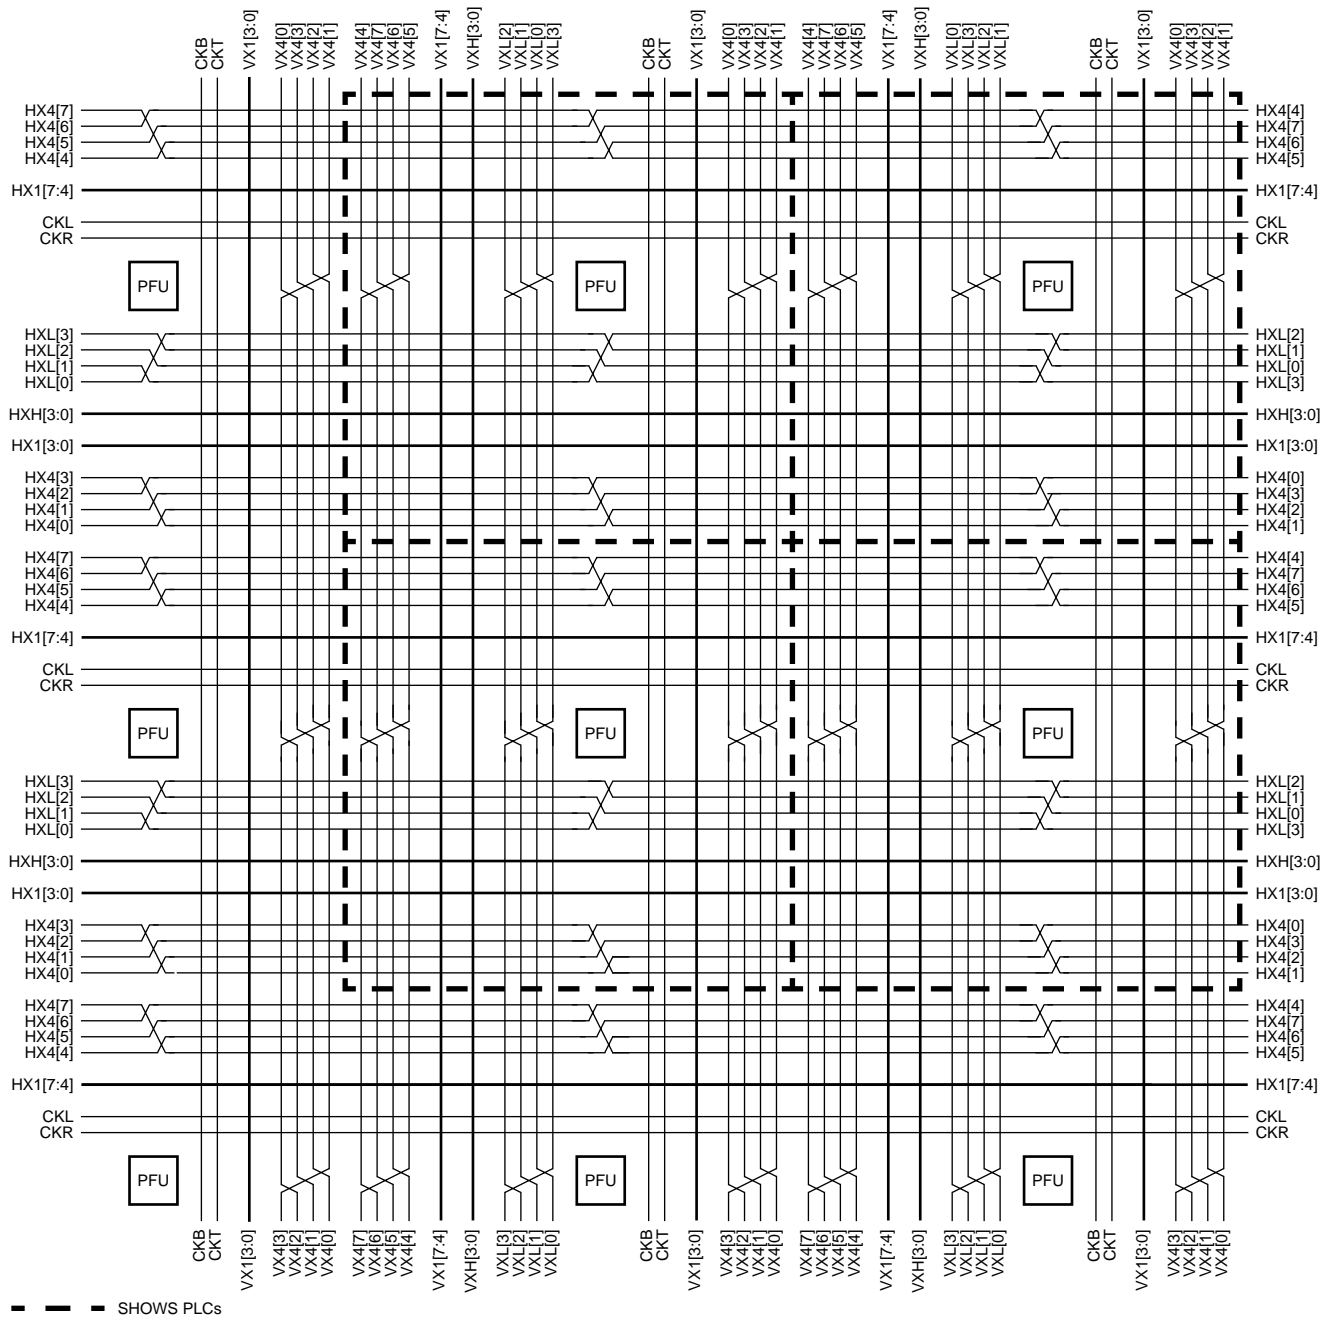 CKB CKT VX1[3:0] VX4[0] VX4[3] VX4[2] VX4[1] VX4[4] VX4[7] VX4[6] VX4[5] VX1[7:4] VXH[3:0] VXL[2] VXL[1] VXL[0] VXL[3] CKB CKT VX1[3:0] VX4[0] VX4[3] VX4[2] VX4[1] VX4[4] VX4[7] VX4[6] VX4[5] VX1[7:4] VXH[3:0] VXL[0] VXL[3] VXL[2] VXL[1] CKB CKT VX1[3:0] VX4[0] VX4[3] VX4[2] VX4[1]
HX4[7] HX4[4]
HX4[6] HX4[7]
HX4[5] HX4[6]
HX4[4] HX4[5]
HX1[7:4] HX1[7:4]
CKL CKL
CKR CKR
PFU PFU PFU
HXL[3] HXL[2]
HXL[2] HXL[1]
HXL[1] HXL[0]
HXL[0] HXL[3]
HXH[3:0] HXH[3:0]
HX1[3:0] HX1[3:0]
HX4[3] HX4[0]
HX4[2] HX4[3]
HX4[1] HX4[2]
HX4[0] HX4[1]
HX4[7] HX4[4]
HX4[6] HX4[7]
HX4[5] HX4[6]
HX4[4] HX4[5]
HX1[7:4] HX1[7:4]
CKL CKL
CKR CKR
PFU PFU PFU
HXL[3] HXL[2]
HXL[2] HXL[1]
HXL[1] HXL[0]
HXL[0] HXL[3]
HXH[3:0] HXH[3:0]
HX1[3:0] HX1[3:0]
HX4[3] HX4[0]
HX4[2] HX4[3]
HX4[1] HX4[2]
HX4[0] HX4[1]
HX4[7] HX4[4]
HX4[6] HX4[7]
HX4[5] HX4[6]
HX4[4] HX4[5]
HX1[7:4] HX1[7:4]
CKL CKL
CKR CKR
PFU PFU PFU
CKB CKT VX1[3:0] VX4[3] VX4[2] VX4[1] VX4[0] VX4[7] VX4[6] VX4[5] VX4[4] VX1[7:4] VXH[3:0] VXL[3] VXL[2] VXL[1] VXL[0] CKB CKT VX1[3:0] VX4[3] VX4[2] VX4[1] VX4[0] VX4[7] VX4[6] VX4[5] VX4[4] VX1[7:4] VXH[3:0] VXL[3] VXL[2] VXL[1] VXL[0] CKB CKT VX1[3:0] VX4[3] VX4[2] VX4[1] VX4[0]
SHOWS PLCs